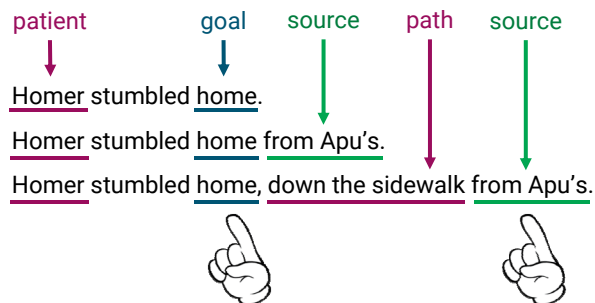 patient goal source path source
Homer stumbled home.
Homer stumbled home from Apu's.
Homer stumbled home, down the sidewalk from Apu's.